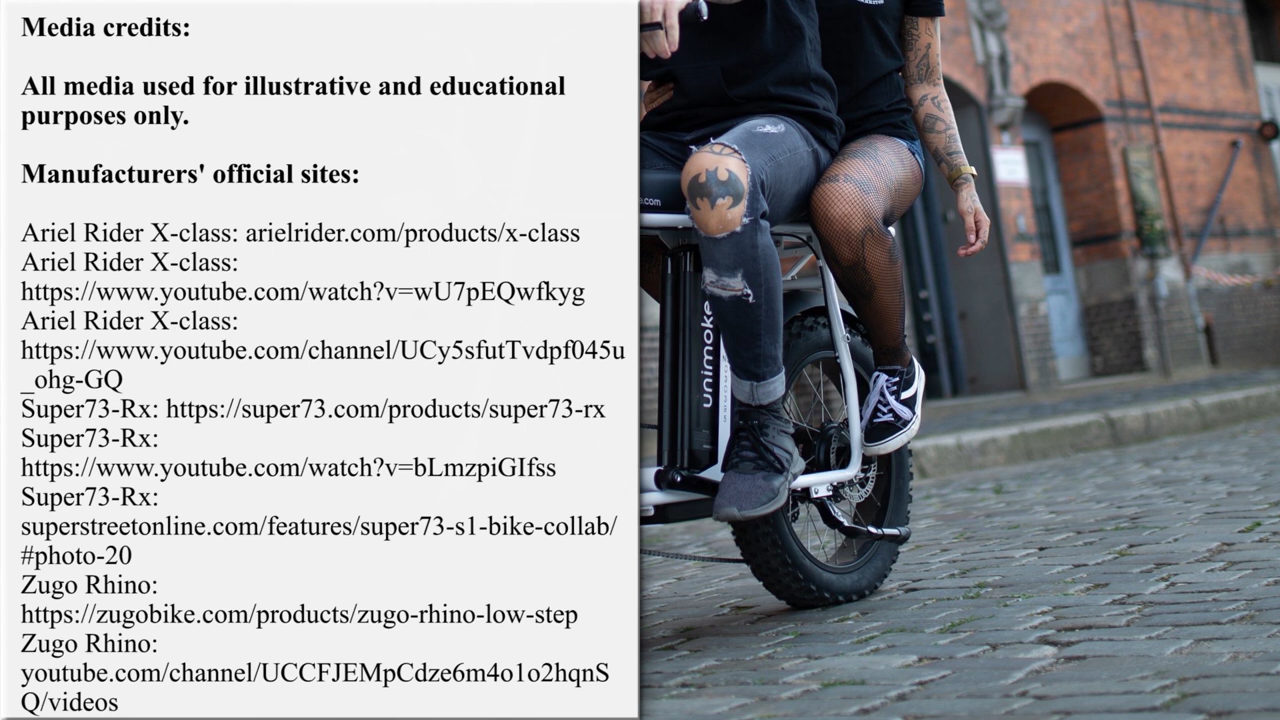 Media credits:
All media used for illustrative and educational
purposes only.
Manufacturers' official sites:
Ariel Rider X-class: arielrider.com/products/x-class
Ariel Rider X-class:
https://www.youtube.com/watch?v=wU7pEQwfkyg
Ariel Rider X-class:
https://www.youtube.com/channel/UCy5sfutTvdpf045u
_ohg-GQ
Super73-Rx: https://super73.com/products/super73-rx
Super73-Rx:
https://www.youtube.com/watch?v=bLmzpiGIfss
Super73-Rx:
superstreetonline.com/features/super73-s1-bike-collab/
#photo-20
Zugo Rhino:
https://zugobike.com/products/zugo-rhino-low-step
Zugo Rhino:
youtube.com/channel/UCCFJEMpCdze6m4o1o2hqnS
Q/videos
e.com
unimoke